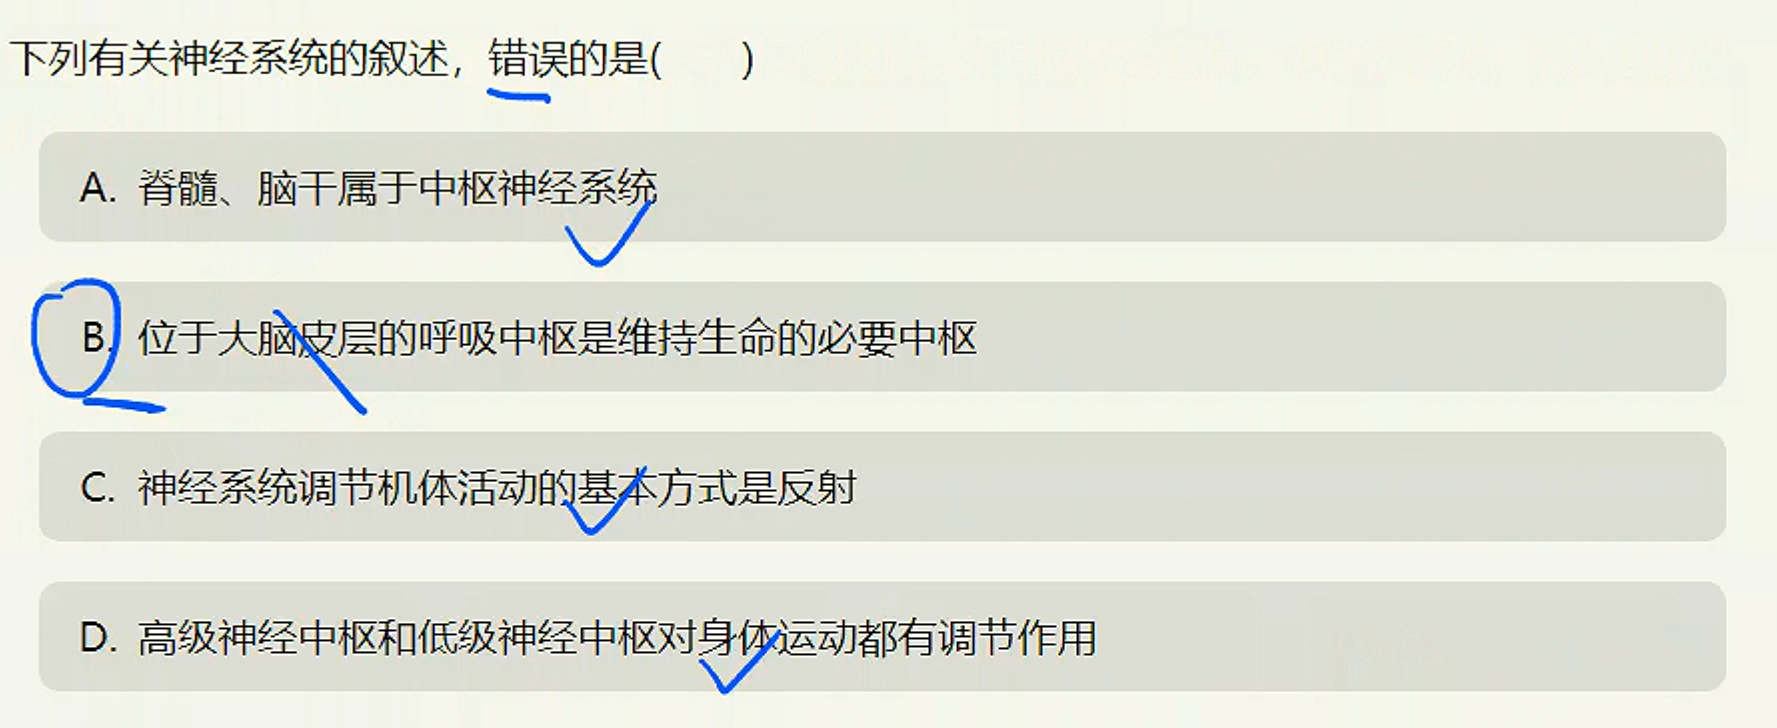 下列有关神经系统的叙述，错误的是(　　)
A. 脊髓、脑干属于中枢神经系统
B. 位于大脑皮层的呼吸中枢是维持生命的必要中枢
C. 神经系统调节机体活动的基本方式是反射
D. 高级神经中枢和低级神经中枢对身体运动都有调节作用